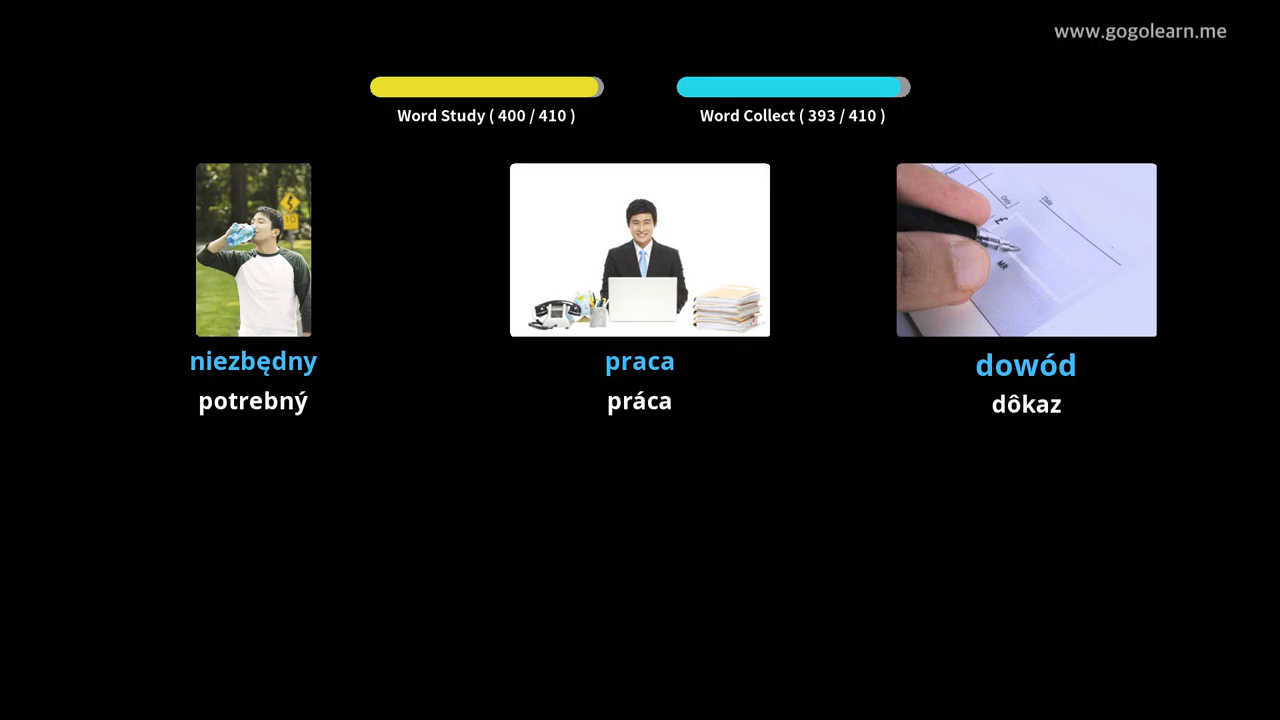 www.gogolearn.me
Word Study ( 400 / 410 )
Word Collect ( 393 / 410 )
niezbędny
praca
dowód
potrebný
práca
dôkaz